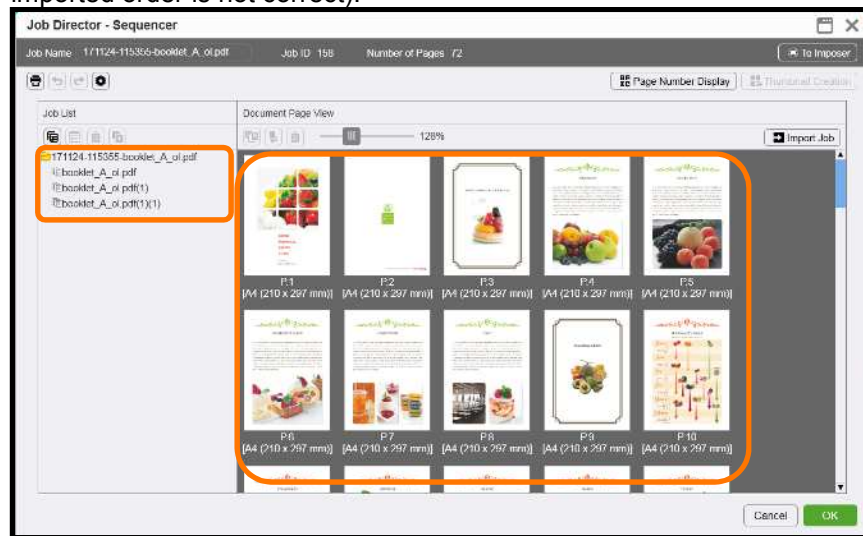 imported order is not correct).
Job Director - Sequencer
Job Name 171124-115355-booklet_A_ol.pdf Job ID 158 Number of Pages 72 To Imposer
Page Number Display Thumbnail Creation
Job List Document Page View
128% Import Job
171124-115355-booklet_A_ol.pdf
booklet_A_ol.pdf
booklet_A_ol.pdf(1)
booklet_A_ol.pdf(1)(1)
P.1 P.2 P.3 P.4 P.5
[A4 (210 x 297 mm)] [A4 (210 x 297 mm)] [A4 (210 x 297 mm)] [A4 (210 x 297 mm)] [A4 (210 x 297 mm)]
P.6 P.7 P.8 P.9 P.10
[A4 (210 x 297 mm)] [A4 (210 x 297 mm)] [A4 (210 x 297 mm)] [A4 (210 x 297 mm)] [A4 (210 x 297 mm)]
Cancel OK